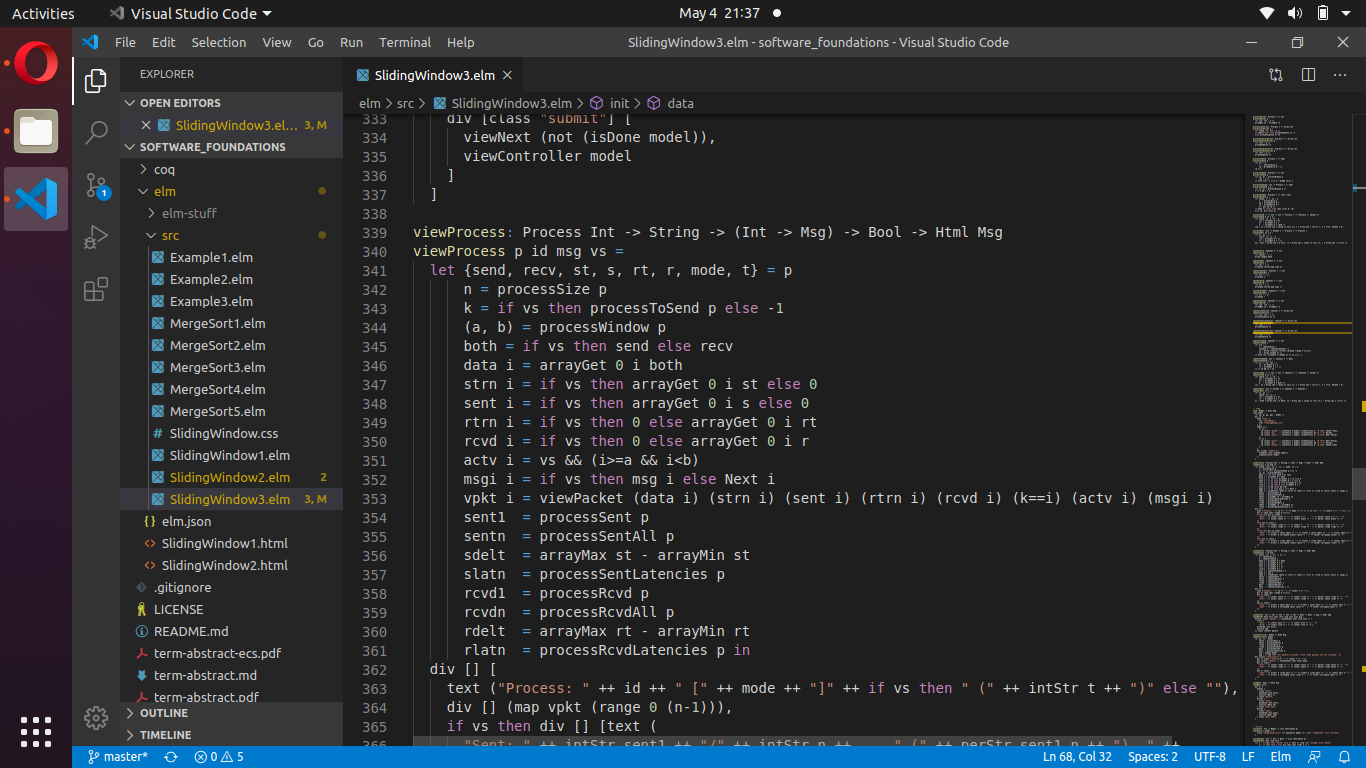 Activities
Visual Studio Code
May 4 21:37
File Edit Selection View Go Run Terminal Help
SlidingWindow3.elm - software_foundations - Visual Studio Code
EXPLORER
OPEN EDITORS
SlidingWindow3.el... 3, M
SOFTWARE_FOUNDATIONS
coq
elm
elm-stuff
src
Example1.elm
Example2.elm
Example3.elm
MergeSort1.elm
MergeSort2.elm
MergeSort3.elm
MergeSort4.elm
MergeSort5.elm
# SlidingWindow.css
SlidingWindow1.elm
SlidingWindow2.elm 2
SlidingWindow3.elm 3, M
{} elm.json
<> SlidingWindow1.html
<> SlidingWindow2.html
.gitignore
LICENSE
README.md
term-abstract-ecs.pdf
term-abstract.md
term-abstract.pdf
OUTLINE
TIMELINE
1
SlidingWindow3.elm
elm > src > SlidingWindow3.elm > init > data
333 div [class "submit"] [
334 viewNext (not (isDone model)),
335 viewController model
336 ]
337 ]
338
339 viewProcess: Process Int -> String -> (Int -> Msg) -> Bool -> Html Msg
340 viewProcess p id msg vs =
341 let {send, recv, st, s, rt, r, mode, t} = p
342 n = processSize p
343 k = if vs then processToSend p else -1
344 (a, b) = processWindow p
345 both = if vs then send else recv
346 data i = arrayGet 0 i both
347 strn i = if vs then arrayGet 0 i st else 0
348 sent i = if vs then arrayGet 0 i s else 0
349 rtrn i = if vs then 0 else arrayGet 0 i rt
350 rcvd i = if vs then 0 else arrayGet 0 i r
351 actv i = vs && (i>=a && i<b)
352 msgi i = if vs then msg i else Next i
353 vpkt i = viewPacket (data i) (strn i) (sent i) (rtrn i) (rcvd i) (k==i) (actv i) (msgi i)
354 sent1 = processSent p
355 sentn = processSentAll p
356 sdelt = arrayMax st - arrayMin st
357 slatn = processSentLatencies p
358 rcvd1 = processRcvd p
359 rcvdn = processRcvdAll p
360 rdelt = arrayMax rt - arrayMin rt
361 rlatn = processRcvdLatencies p in
362 div [] [
363 text ("Process: " ++ id ++ " [" ++ mode ++ "]" ++ if vs then " (" ++ intStr t ++ ")" else ""),
364 div [] (map vpkt (range 0 (n-1))),
365 if vs then div [] [text (
366 "Sent: " ++ intStr sent1 ++ "/" ++ intStr n ++ " (" ++ perStr sent1 n ++ ")  " ++
master* 0 5
Ln 68, Col 32 Spaces: 2 UTF-8 LF Elm